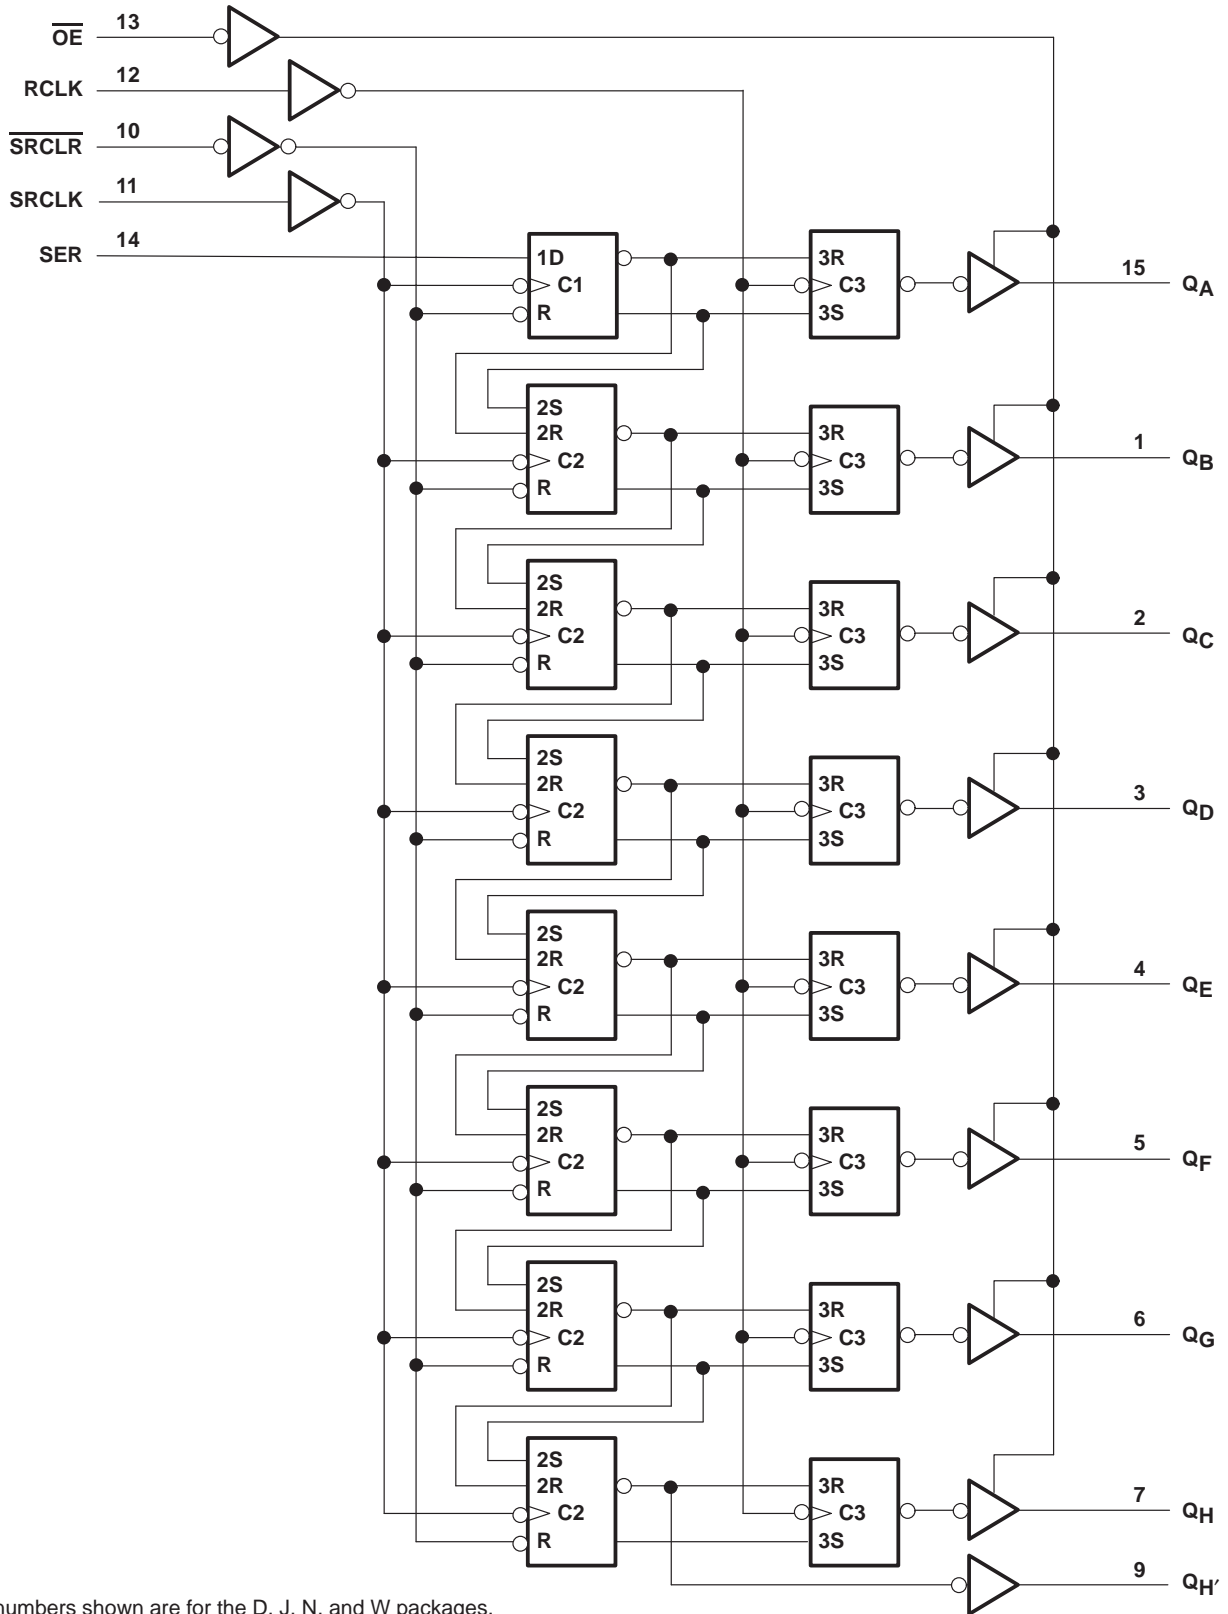 OE 13
RCLK 12
SRCLR 10
SRCLK 11
SER 14
1D
C1
R
3R
C3
3S
15 QA
2S
2R
C2
R
3R
C3
3S
1 QB
2S
2R
C2
R
3R
C3
3S
2 QC
2S
2R
C2
R
3R
C3
3S
3 QD
2S
2R
C2
R
3R
C3
3S
4 QE
2S
2R
C2
R
3R
C3
3S
5 QF
2S
2R
C2
R
3R
C3
3S
6 QG
2S
2R
C2
R
3R
C3
3S
7 QH
9 QH′
numbers shown are for the D, J, N, and W packages.